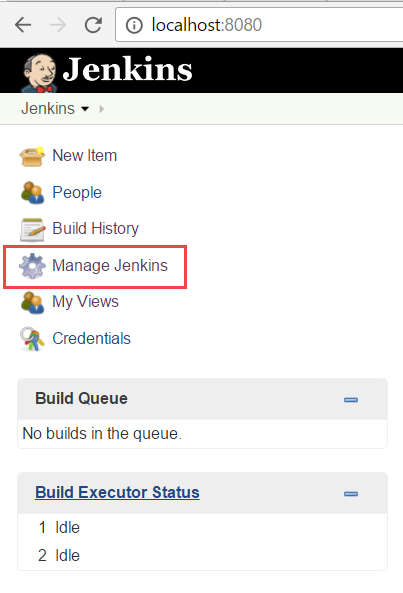 localhost:8080
Jenkins
Jenkins
New Item
People
Build History
Manage Jenkins
My Views
Credentials
Build Queue
No builds in the queue.
Build Executor Status
1 Idle
2 Idle